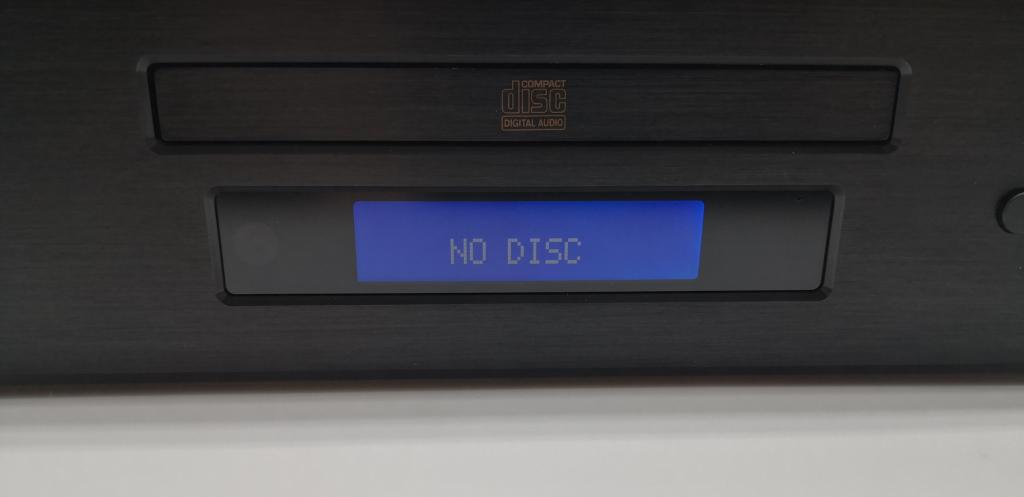 COMPACT
disc
DIGITAL AUDIO
NO DISC